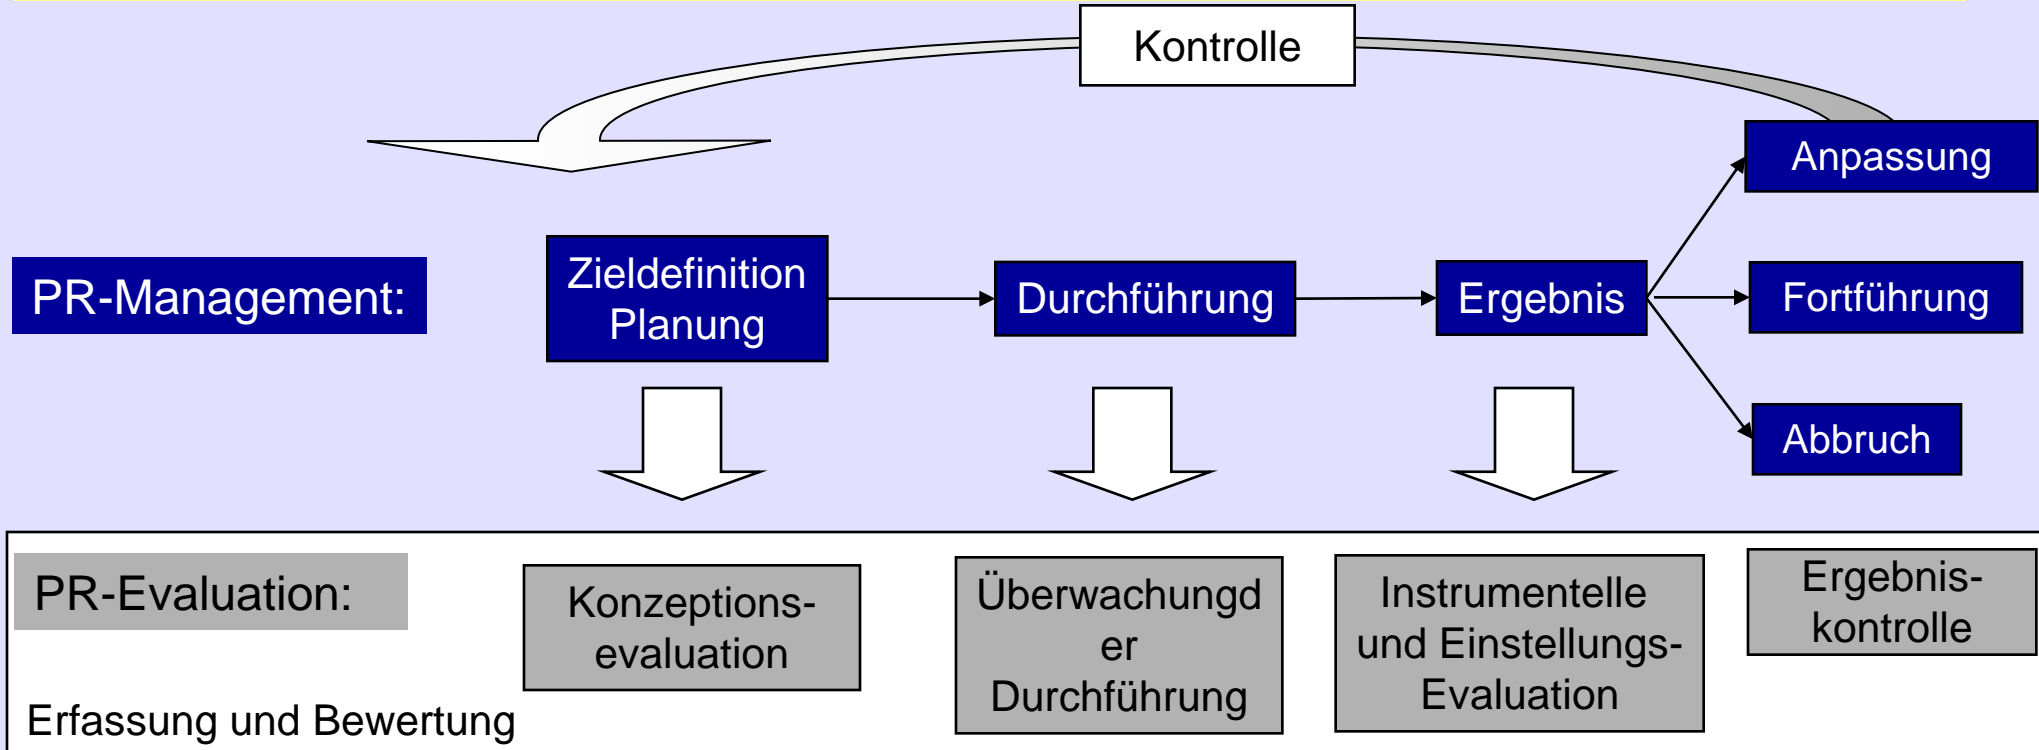 Kontrolle
Anpassung
PR-Management:
Zieldefinition
Planung
Durchführung
Ergebnis
Fortführung
Abbruch
PR-Evaluation:
Konzeptions-
evaluation
Überwachungd
er
Durchführung
Instrumentelle
und Einstellungs-
Evaluation
Ergebnis-
kontrolle
Erfassung und Bewertung